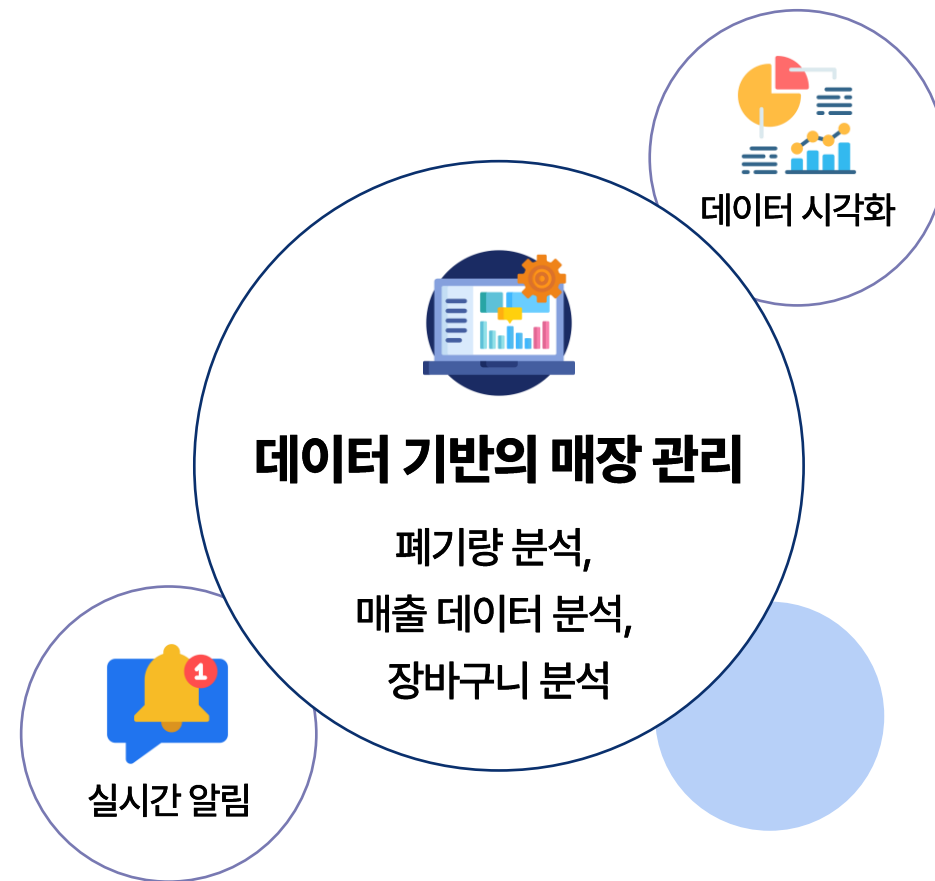 데이터 시각화
데이터 기반의 매장 관리
폐기량 분석,
매출 데이터 분석,
장바구니 분석
1
실시간 알림